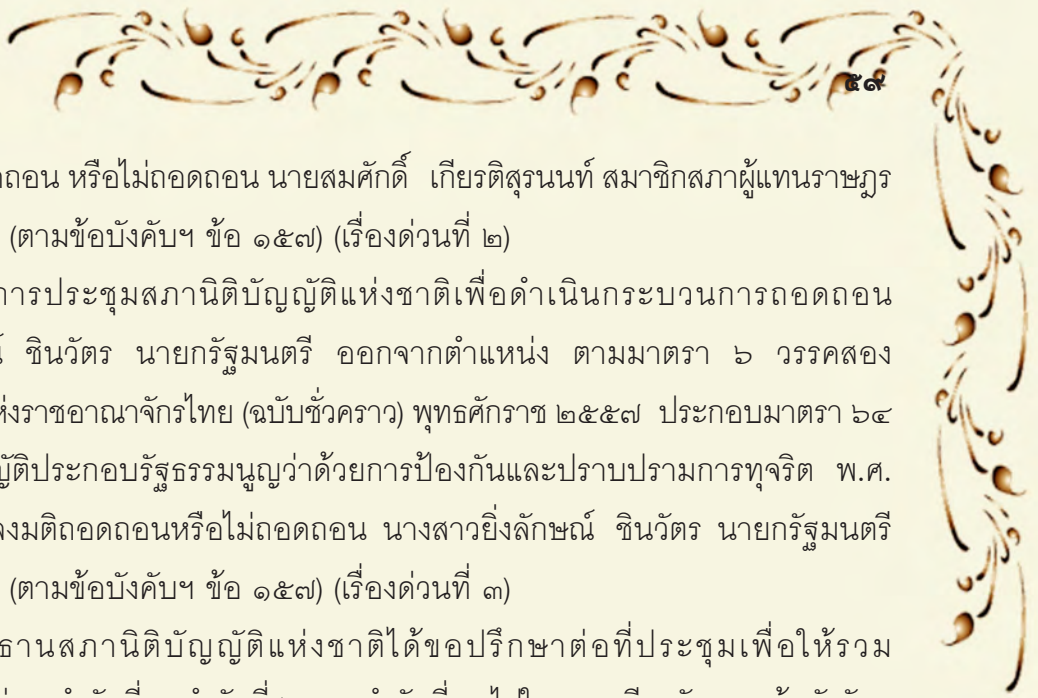 ๕๙
ถอน หรือไม่ถอดถอน นายสมศักดิ์ เกียรติสุรนนท์ สมาชิกสภาผู้แทนราษฎร
(ตามข้อบังคับฯ ข้อ ๑๕๗) (เรื่องด่วนที่ ๒)
การประชุมสภานิติบัญญัติแห่งชาติเพื่อดำเนินกระบวนการถอดถอน
ชินวัตร นายกรัฐมนตรี ออกจากตำแหน่ง ตามมาตรา ๖ วรรคสอง
ห่งราชอาณาจักรไทย (ฉบับชั่วคราว) พุทธศักราช ๒๕๕๗ ประกอบมาตรา ๖๔
ญัติประกอบรัฐธรรมนูญว่าด้วยการป้องกันและปราบปรามการทุจริต พ.ศ.
ลงมติถอดถอนหรือไม่ถอดถอน นางสาวยิ่งลักษณ์ ชินวัตร นายกรัฐมนตรี
(ตามข้อบังคับฯ ข้อ ๑๕๗) (เรื่องด่วนที่ ๓)
ธานสภานิติบัญญัติแห่งชาติได้ขอปรึกษาต่อที่ประชุมเพื่อให้รวม